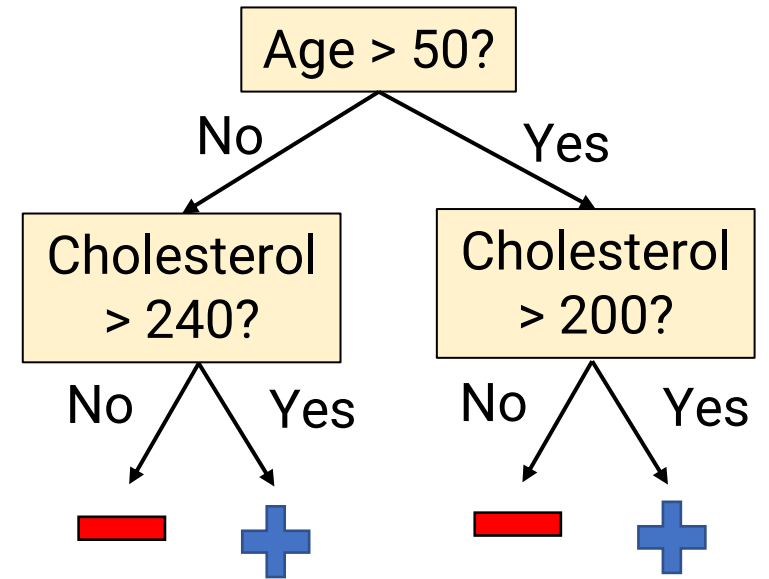 Age > 50?
No
Yes
Cholesterol
> 240?
Cholesterol
> 200?
No
Yes
No
Yes